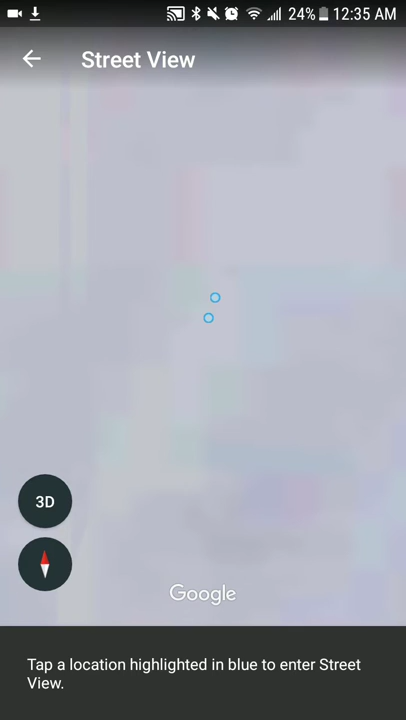 24% 12:35 AM
Street View
3D
Google
Tap a location highlighted in blue to enter Street
View.